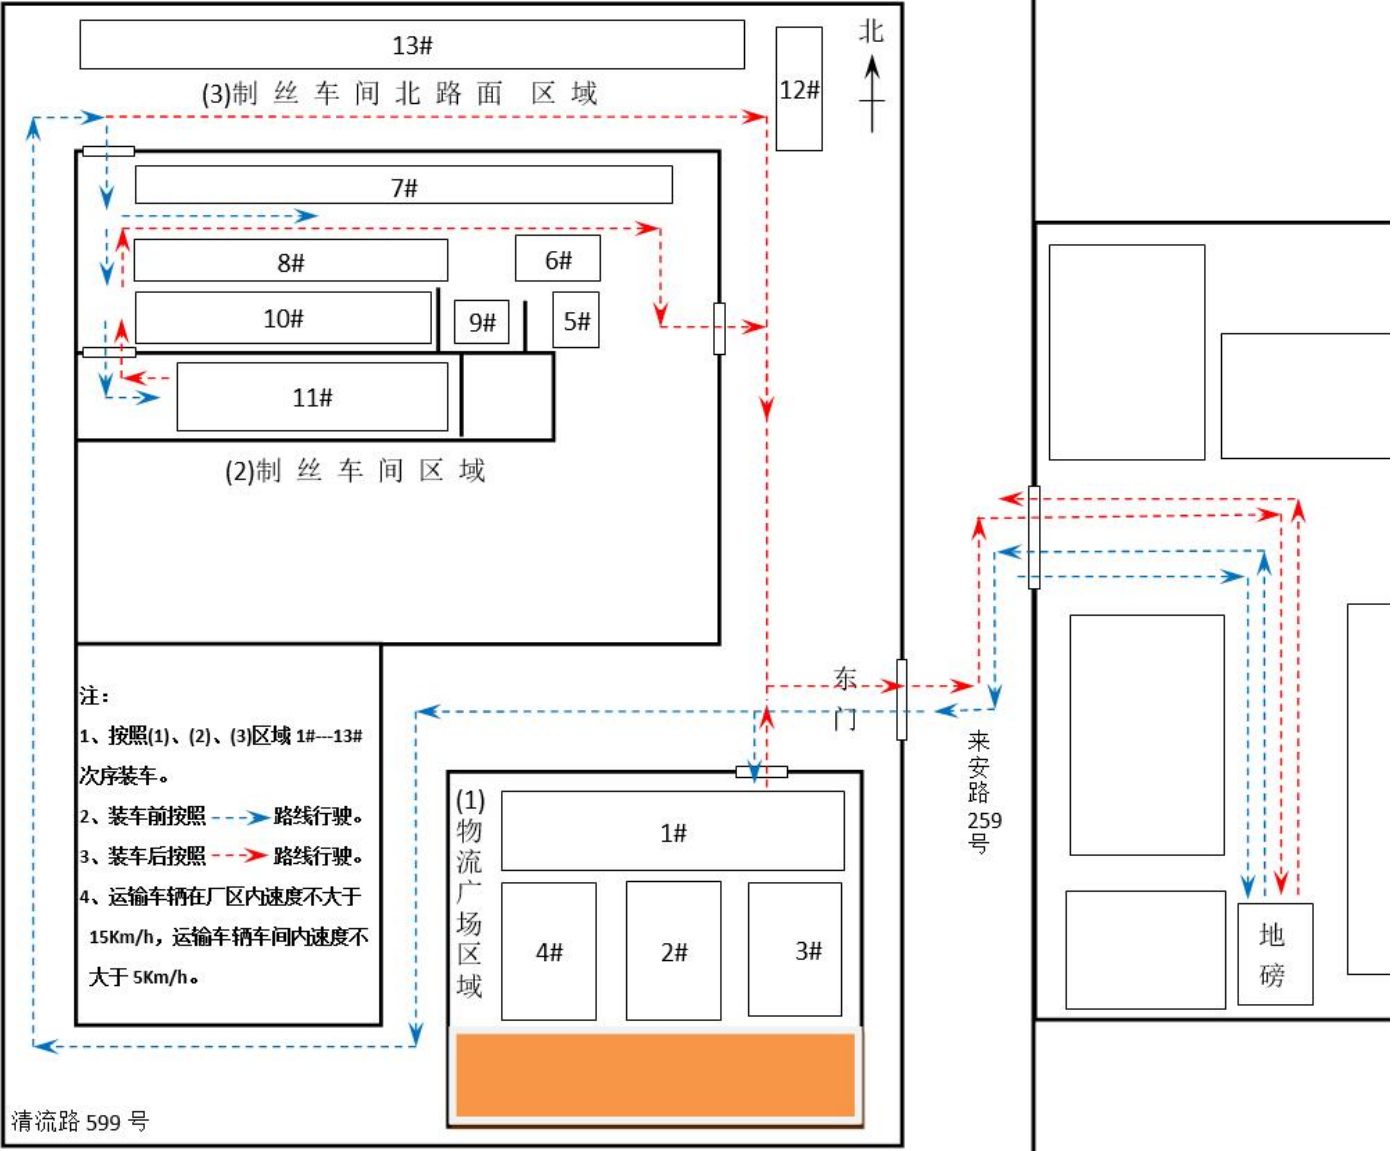 13#
12#
北
(3)制丝车间北路面 区域
7#
8#
6#
10#
9#
5#
11#
(2)制丝车间区域
注：
1、按照(1)、(2)、(3)区域 1#---13#
次序装车。
2、装车前按照 路线行驶。
3、装车后按照 路线行驶。
4、运输车辆在厂区内速度不大于
15Km/h，运输车辆车间内速度不
大于 5Km/h。
东
门
来
安
路
259
号
(1)
物
流
广
场
区
域
1#
4#
2#
3#
地
磅
清流路 599 号